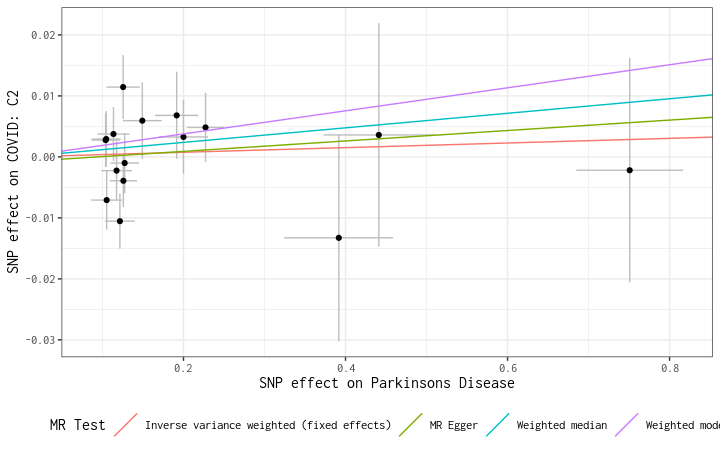 0.02
0.01
0.00
-0.01
-0.02
-0.03
SNP effect on COVID: C2
0.2 0.4 0.6 0.8
SNP effect on Parkinsons Disease
MR Test Inverse variance weighted (fixed effects) MR Egger Weighted median Weighted mode